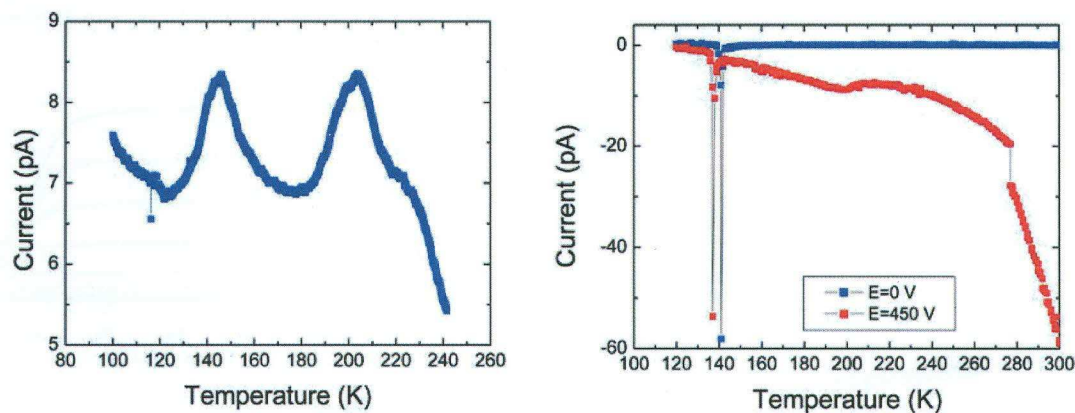 9
8
7
6
5
Current (pA)
80 100 120 140 160 180 200 220 240 260
Temperature (K)
0
-20
-40
-60
Current (pA)
E=0 V
E=450 V
100 120 140 160 180 200 220 240 260 280 300
Temperature (K)